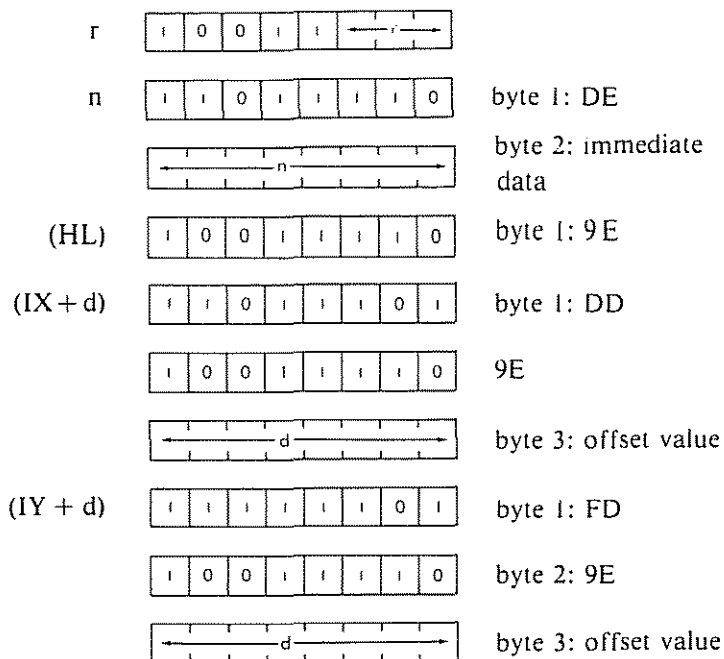 r 1 0 0 1 1 r
n 1 1 0 1 1 1 1 0 byte 1: DE
n byte 2: immediate
data
(HL) 1 0 0 1 1 1 1 0 byte 1: 9E
(IX + d) 1 1 0 1 1 1 0 1 byte 1: DD
1 0 0 1 1 1 1 0 9E
d byte 3: offset value
(IY + d) 1 1 1 1 1 1 0 1 byte 1: FD
1 0 0 1 1 1 1 0 byte 2: 9E
d byte 3: offset value